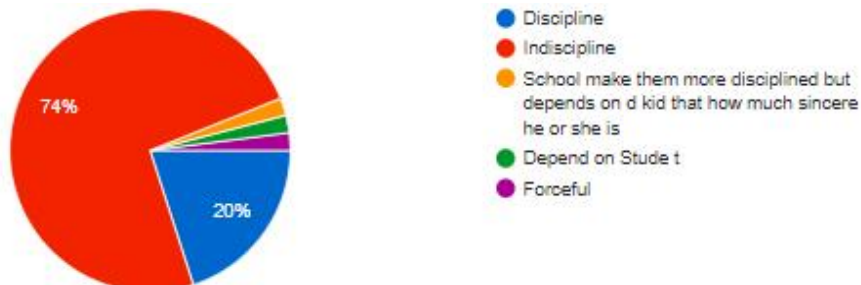 74%
20%
Discipline
Indiscipline
School make them more disciplined but
depends on d kid that how much sincere
he or she is
Depend on Stude t
Forceful